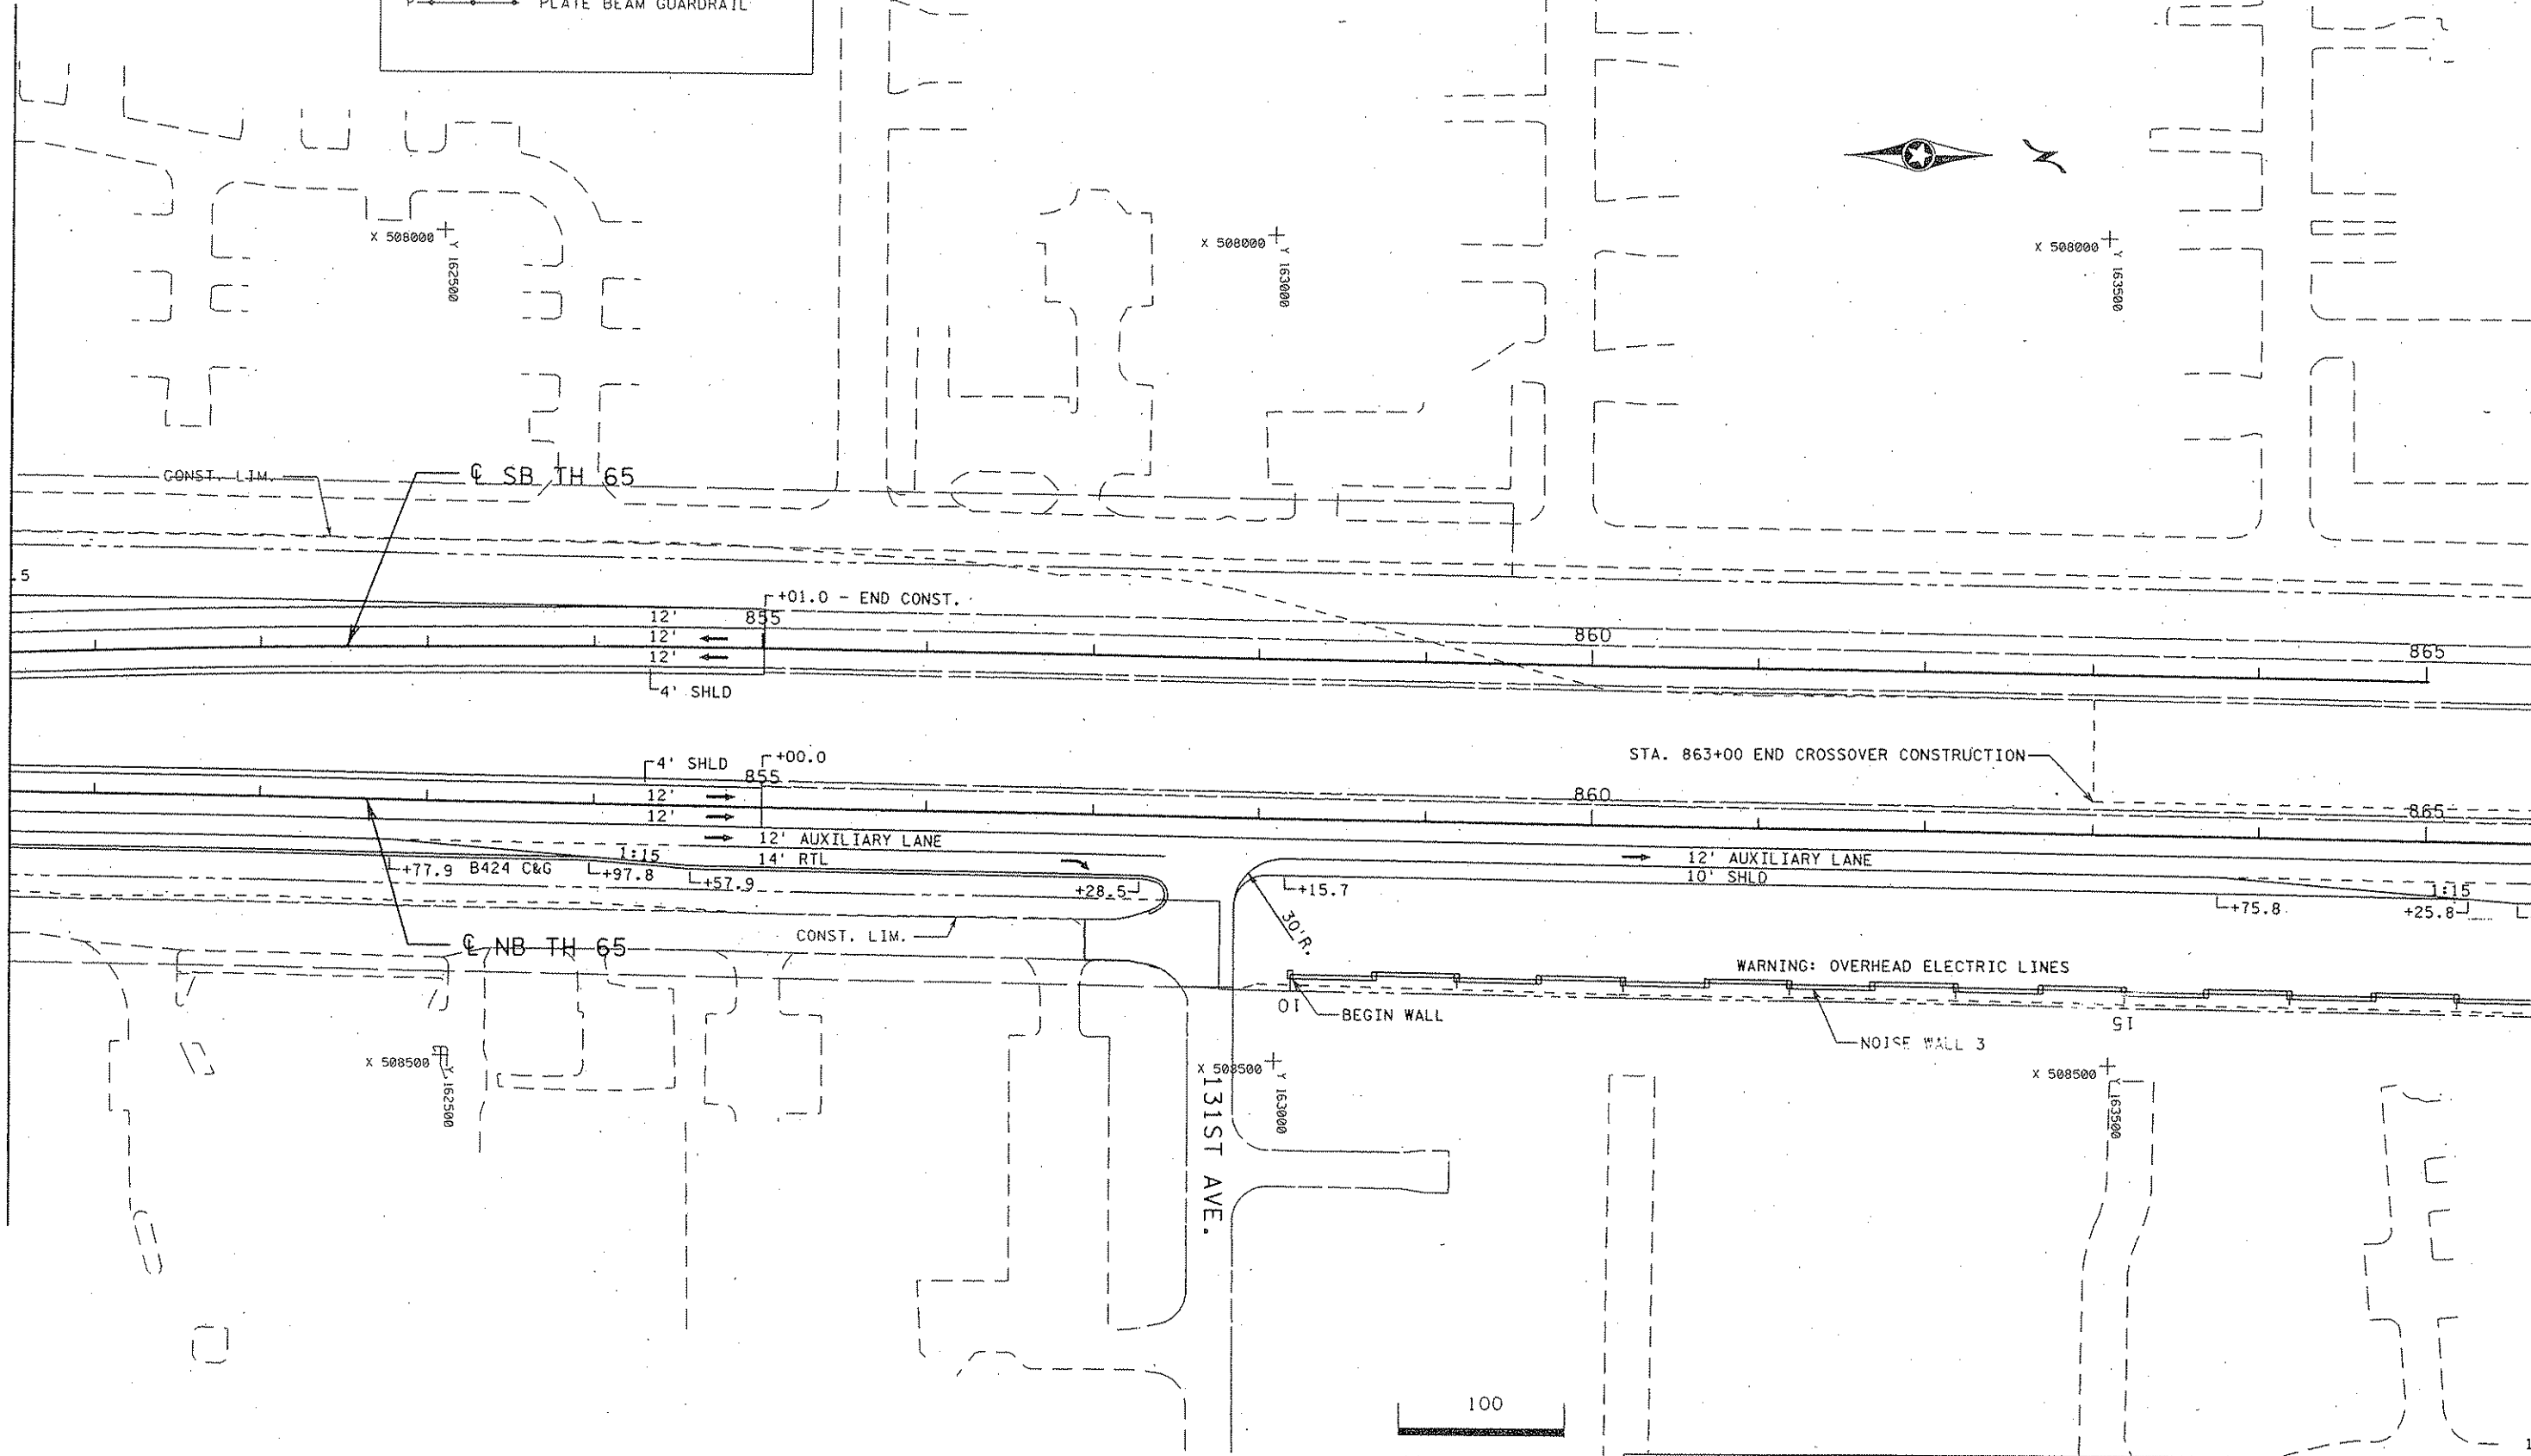 PLATE BEAM GUARDRAIL
N
X 508000
Y 162500
X 508000
Y 163000
X 508000
Y 163500
CONST. LIM.
℄ SB TH 65
.5
+01.0 - END CONST.
12'
855
12'
12'
4' SHLD
860
865
4' SHLD
+00.0
855
STA. 863+00 END CROSSOVER CONSTRUCTION
12'
12'
860
865
12' AUXILIARY LANE
1:15
14' RTL
+77.9
B424 C&G
+97.8
+57.9
+28.5
+15.7
12' AUXILIARY LANE
10' SHLD
1:15
+75.8
+25.8
30'R.
CONST. LIM.
℄ NB TH 65
WARNING: OVERHEAD ELECTRIC LINES
10
BEGIN WALL
15
NOISE WALL 3
X 508500
Y 162500
X 508500
Y 163000
X 508500
Y 163500
131ST AVE.
100